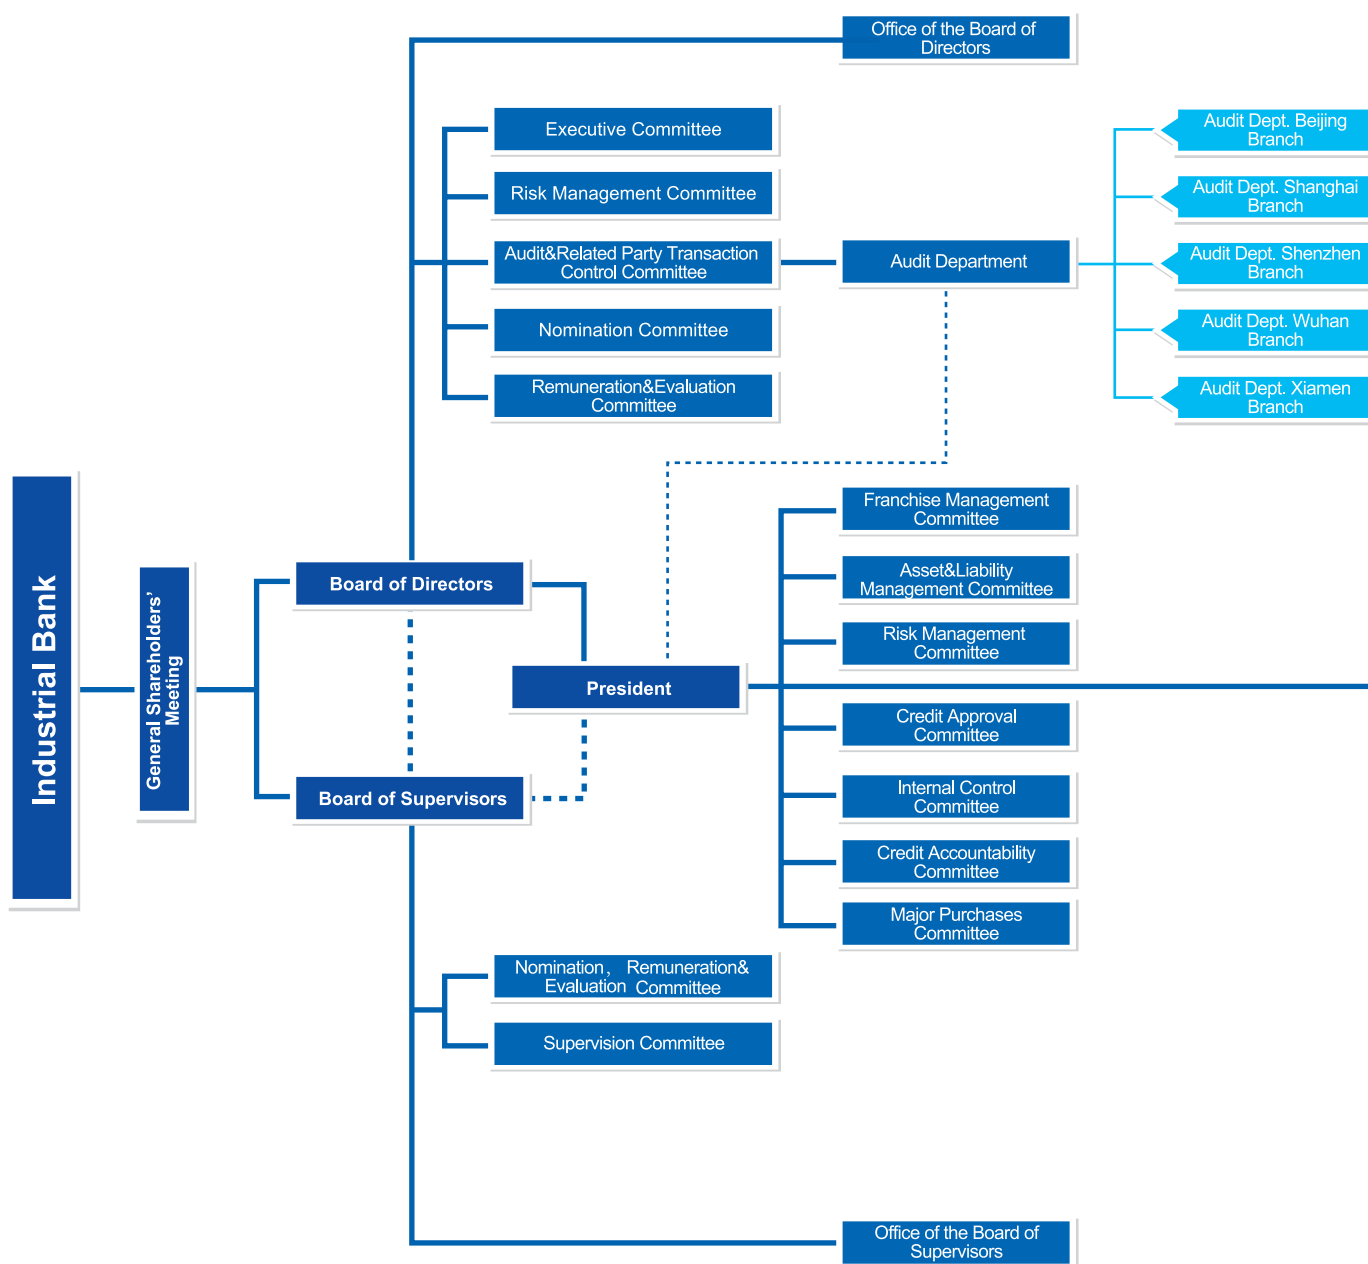 Office of the Board of
Directors
Executive Committee
Risk Management Committee
Audit&Related Party Transaction
Control Committee
Nomination Committee
Remuneration&Evaluation
Committee
Audit Department
Audit Dept. Beijing
Branch
Audit Dept. Shanghai
Branch
Audit Dept. Shenzhen
Branch
Audit Dept. Wuhan
Branch
Audit Dept. Xiamen
Branch
Industrial Bank
General Shareholders’
Meeting
Board of Directors
President
Board of Supervisors
Franchise Management
Committee
Asset&Liability
Management Committee
Risk Management
Committee
Credit Approval
Committee
Internal Control
Committee
Credit Accountability
Committee
Major Purchases
Committee
Nomination、Remuneration&
Evaluation Committee
Supervision Committee
Office of the Board of
Supervisors